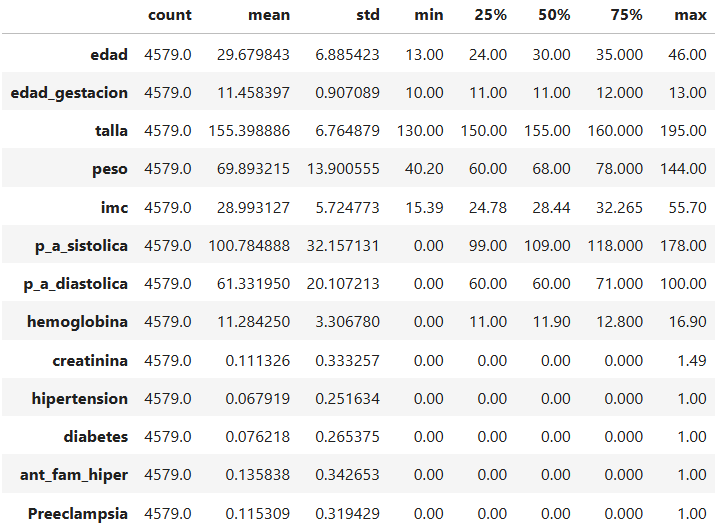 count mean std min 25% 50% 75% max
edad 4579.0 29.679843 6.885423 13.00 24.00 30.00 35.000 46.00
edad_gestacion 4579.0 11.458397 0.907089 10.00 11.00 11.00 12.000 13.00
talla 4579.0 155.398886 6.764879 130.00 150.00 155.00 160.000 195.00
peso 4579.0 69.893215 13.900555 40.20 60.00 68.00 78.000 144.00
imc 4579.0 28.993127 5.724773 15.39 24.78 28.44 32.265 55.70
p_a_sistolica 4579.0 100.784888 32.157131 0.00 99.00 109.00 118.000 178.00
p_a_diastolica 4579.0 61.331950 20.107213 0.00 60.00 60.00 71.000 100.00
hemoglobina 4579.0 11.284250 3.306780 0.00 11.00 11.90 12.800 16.90
creatinina 4579.0 0.111326 0.333257 0.00 0.00 0.00 0.000 1.49
hipertension 4579.0 0.067919 0.251634 0.00 0.00 0.00 0.000 1.00
diabetes 4579.0 0.076218 0.265375 0.00 0.00 0.00 0.000 1.00
ant_fam_hiper 4579.0 0.135838 0.342653 0.00 0.00 0.00 0.000 1.00
Preeclampsia 4579.0 0.115309 0.319429 0.00 0.00 0.00 0.000 1.00